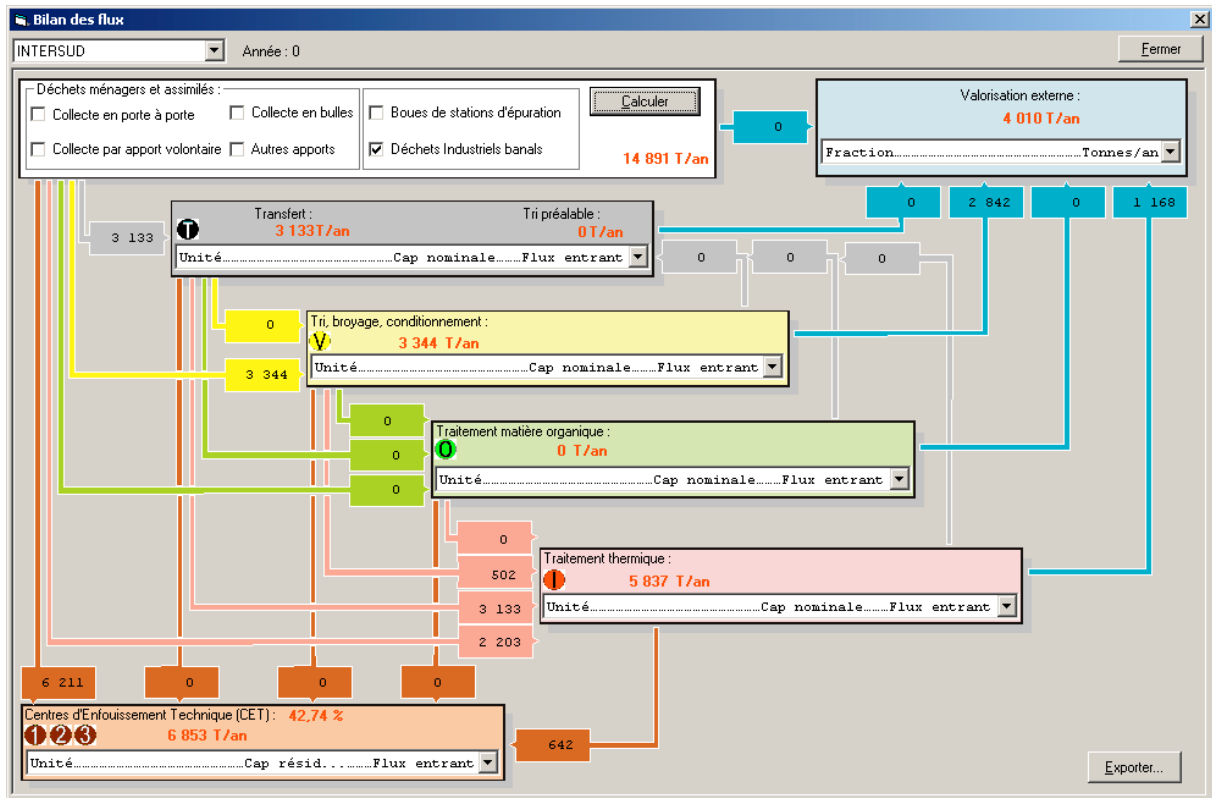 Bilan des flux
INTERSUD Année : 0 Fermer
Déchets ménagers et assimilés :
Collecte en porte à porte Collecte en bulles Boues de stations d'épuration Calculer
Collecte par apport volontaire Autres apports Déchets Industriels banals 14 891 T/an
0
Valorisation externe :
4 010 T/an
Fraction Tonnes/an
0 2 842 0 1 168
3 133
T Transfert : Tri préalable :
3 133T/an 0T/an
Unité Cap nominale Flux entrant
0 0 0
0
3 344
Tri, broyage, conditionnement :
V 3 344 T/an
Unité Cap nominale Flux entrant
0
0
0
Traitement matière organique :
O 0 T/an
Unité Cap nominale Flux entrant
0
502
3 133
2 203
Traitement thermique :
I 5 837 T/an
Unité Cap nominale Flux entrant
6 211 0 0 0
Centres d'Enfouissement Technique (CET) : 42,74 %
1 2 3 6 853 T/an
Unité Cap résid... Flux entrant
642
Exporter...